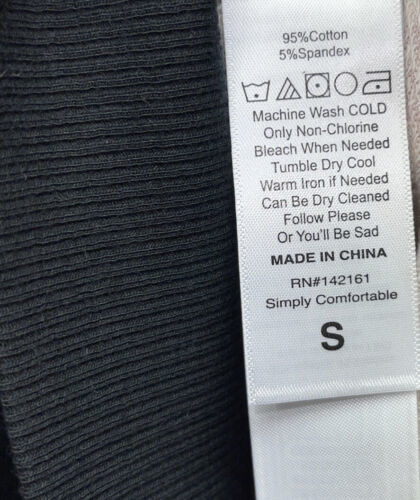 95%Cotton
5%Spandex
Machine Wash COLD
Only Non-Chlorine
Bleach When Needed
Tumble Dry Cool
Warm Iron if Needed
Can Be Dry Cleaned
Follow Please
Or You'll Be Sad
MADE IN CHINA
RN#142161
Simply Comfortable
S